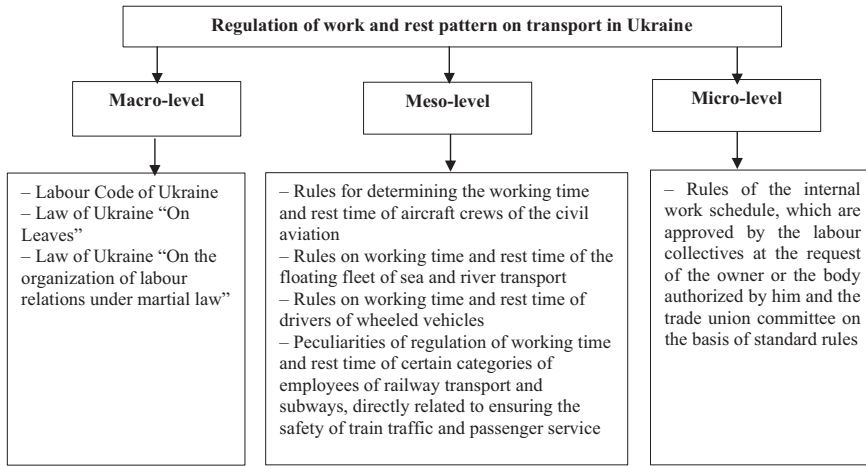 Regulation of work and rest pattern on transport in Ukraine
Macro-level
Meso-level
Micro-level
– Labour Code of Ukraine
– Law of Ukraine “On
Leaves”
– Law of Ukraine “On the
organization of labour
relations under martial law”
– Rules for determining the working time
and rest time of aircraft crews of the civil
aviation
– Rules on working time and rest time of the
floating fleet of sea and river transport
– Rules on working time and rest time of
drivers of wheeled vehicles
– Peculiarities of regulation of working time
and rest time of certain categories of
employees of railway transport and
subways, directly related to ensuring the
safety of train traffic and passenger service
– Rules of the internal
work schedule, which are
approved by the labour
collectives at the request
of the owner or the body
authorized by him and the
trade union committee on
the basis of standard rules